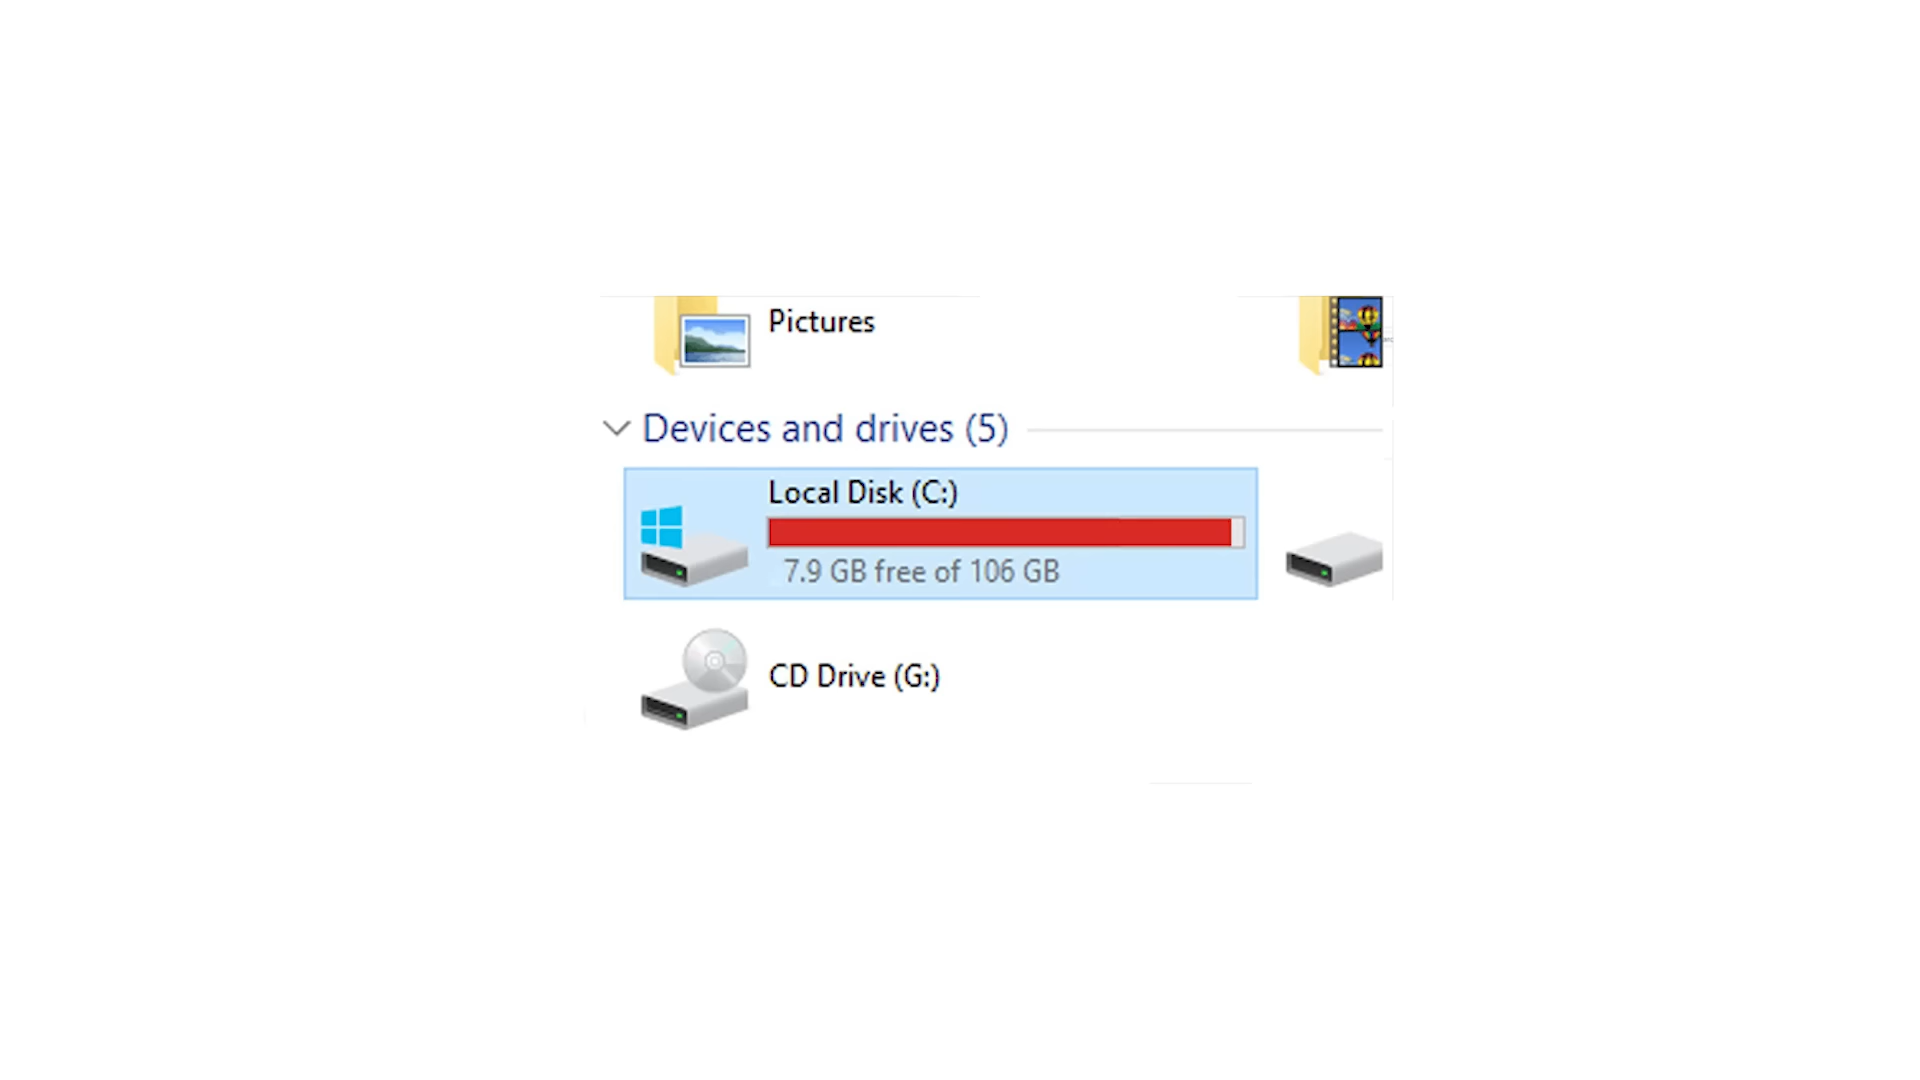 Pictures
Devices and drives (5)
Local Disk (C:)
7.9 GB free of 106 GB
CD Drive (G:)